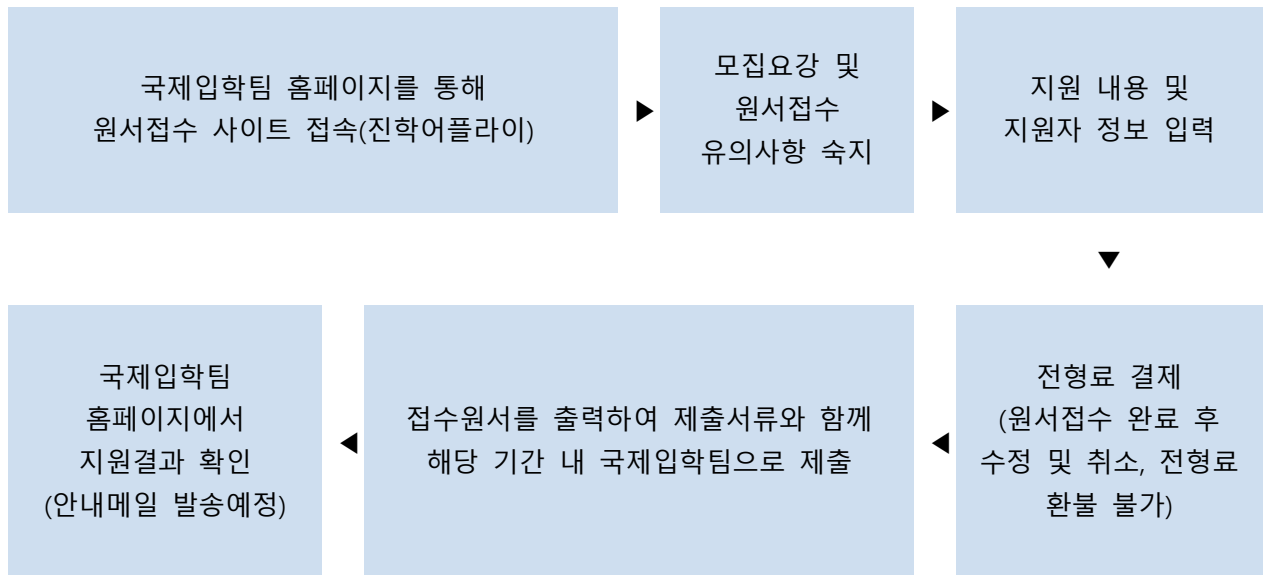 국제입학팀 홈페이지를 통해
원서접수 사이트 접속(진학어플라이)
▶
모집요강 및
원서접수
유의사항 숙지
▶
지원 내용 및
지원자 정보 입력
▼
전형료 결제
(원서접수 완료 후
수정 및 취소, 전형료
환불 불가)
◀
접수원서를 출력하여 제출서류와 함께
해당 기간 내 국제입학팀으로 제출
◀
국제입학팀
홈페이지에서
지원결과 확인
(안내메일 발송예정)